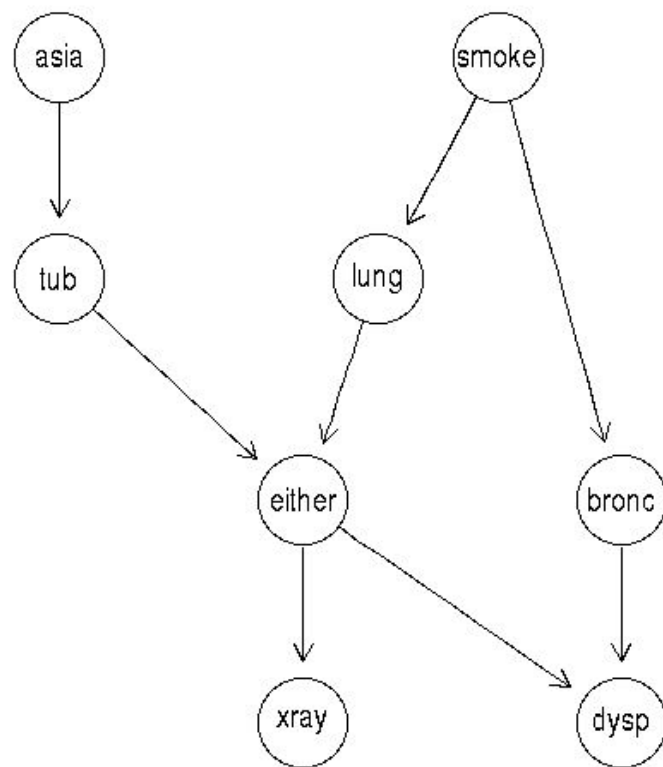 asia
smoke
tub
lung
either
bronc
xray
dysp